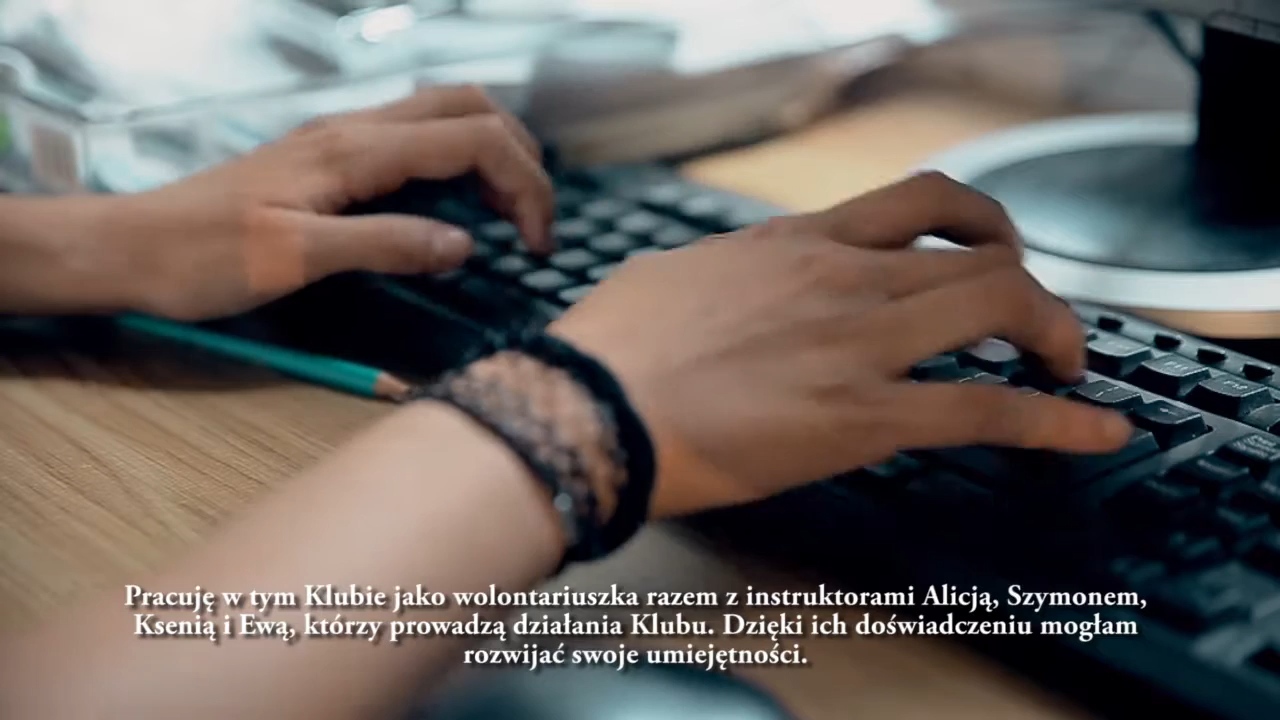 Pracuję w tym Klubie jako wolontariuszka razem z instruktorami Alicją, Szymonem,
Ksenią i Ewą, którzy prowadzą działania Klubu. Dzięki ich doświadczeniu mogłam
rozwijać swoje umiejętności.